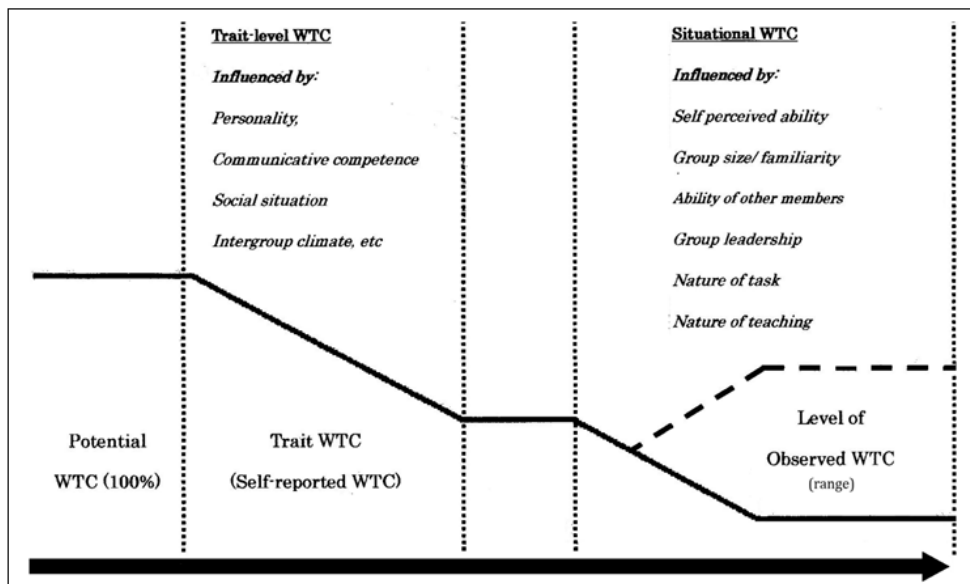 Trait-level WTC
Influenced by:
Personality,
Communicative competence
Social situation
Intergroup climate, etc
Situational WTC
Influenced by:
Self perceived ability
Group size/ familiarity
Ability of other members
Group leadership
Nature of task
Nature of teaching
Potential
WTC (100%)
Trait WTC
(Self-reported WTC)
Level of
Observed WTC
(range)